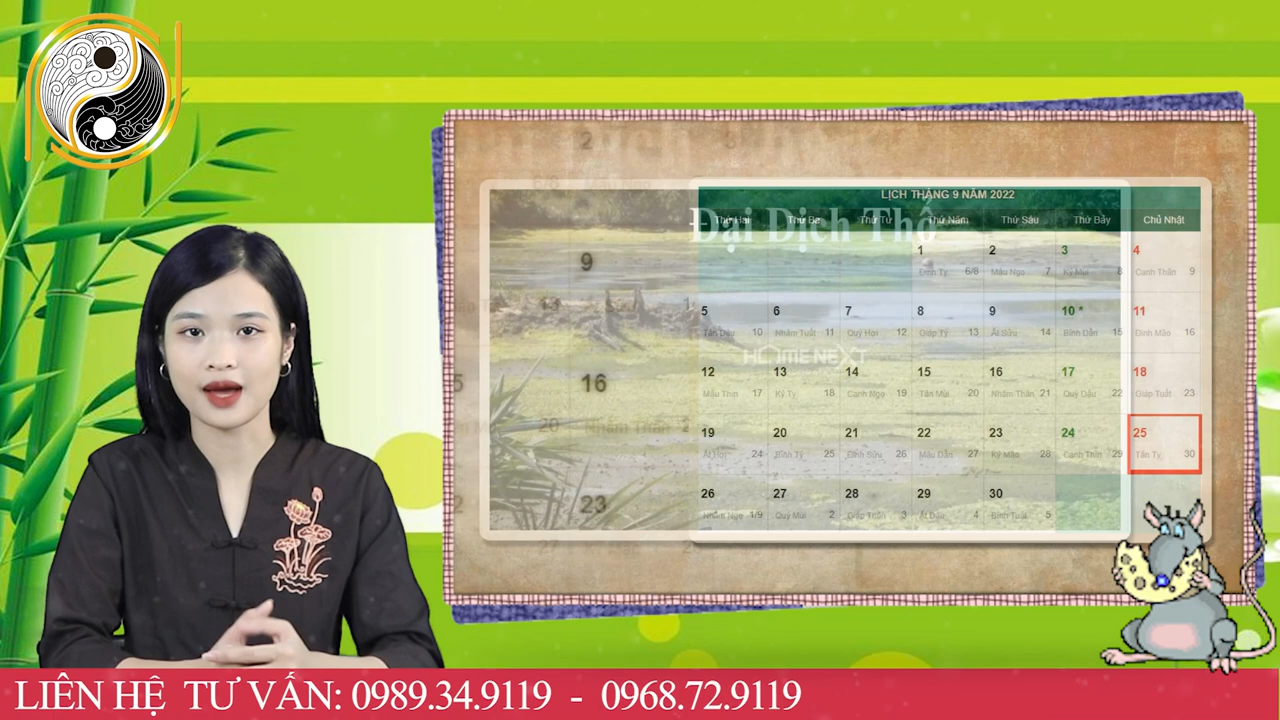 LỊCH THÁNG 9 NĂM 2022
Thứ Hai Thứ Ba Thứ Tư Thứ Năm Thứ Sáu Thứ Bảy Chủ Nhật
Đại Dịch Thổ
1 2 3 4
Đinh Tỵ 6/8 Mậu Ngọ 7 Kỷ Mùi 8 Canh Thân 9
9
5 6 7 8 9 10 * 11
Tân Dậu 10 Nhâm Tuất 11 Quý Hợi 12 Giáp Tý 13 Ất Sửu 14 Bính Dần 15 Đinh Mão 16
HOMENEXT
12 13 14 15 16 17 18
Mậu Thìn 17 Kỷ Tỵ 18 Canh Ngọ 19 Tân Mùi 20 Nhâm Thân 21 Quý Dậu 22 Giáp Tuất 23
16
20 Nhâm Thân
19 20 21 22 23 24 25
Ất Hợi 24 Bính Tý 25 Đinh Sửu 26 Mậu Dần 27 Kỷ Mão 28 Canh Thìn 29 Tân Tỵ 30
26 27 28 29 30
Nhâm Ngọ 1/9 Quý Mùi 2 Giáp Thân 3 Ất Dậu 4 Bính Tuất 5
23
LIÊN HỆ TƯ VẤN: 0989.34.9119 - 0968.72.9119